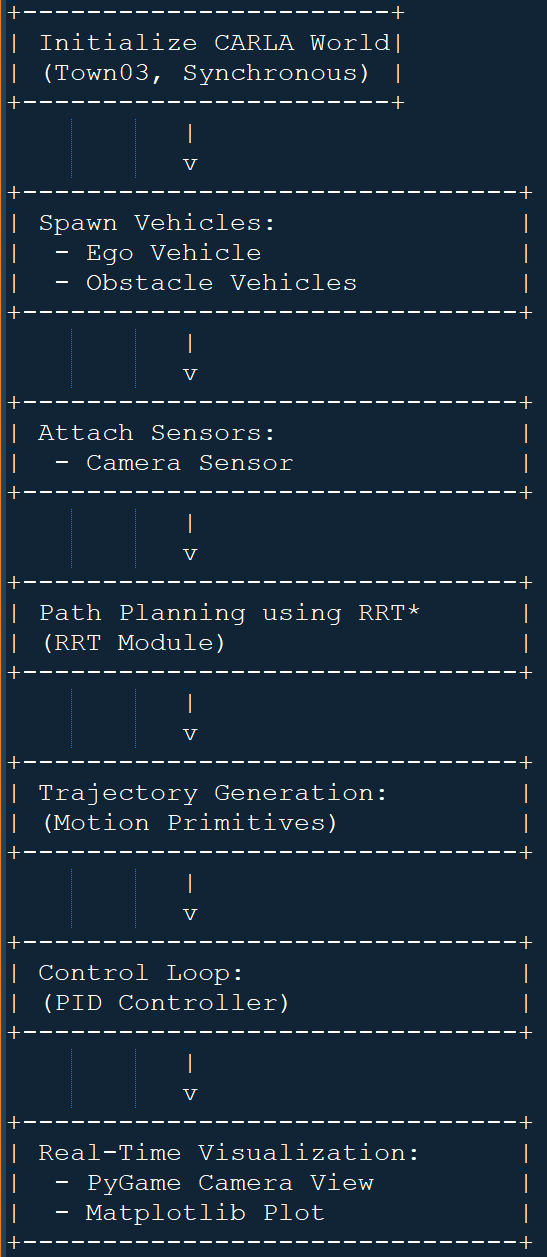 +-----------------------+
| Initialize CARLA World|
| (Town03, Synchronous) |
+-----------------------+
           |
           v
+-------------------------------+
| Spawn Vehicles:               |
|  - Ego Vehicle                |
|  - Obstacle Vehicles          |
+-------------------------------+
           |
           v
+-------------------------------+
| Attach Sensors:               |
|  - Camera Sensor              |
+-------------------------------+
           |
           v
+-------------------------------+
| Path Planning using RRT*      |
| (RRT Module)                  |
+-------------------------------+
           |
           v
+-------------------------------+
| Trajectory Generation:        |
| (Motion Primitives)           |
+-------------------------------+
           |
           v
+-------------------------------+
| Control Loop:                 |
| (PID Controller)              |
+-------------------------------+
           |
           v
+-------------------------------+
| Real-Time Visualization:      |
|  - PyGame Camera View         |
|  - Matplotlib Plot            |
+-------------------------------+